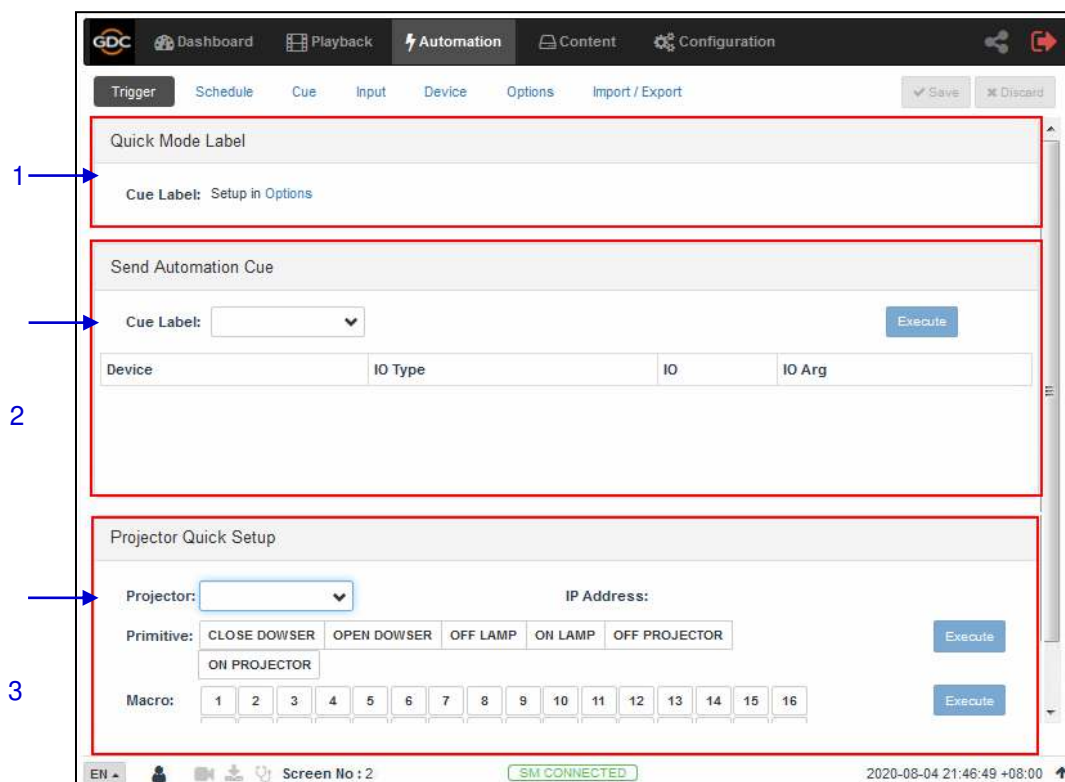 GDC Dashboard Playback Automation Content Configuration
Trigger Schedule Cue Input Device Options Import / Export Save Discard
Quick Mode Label
1
Cue Label: Setup in Options
Send Automation Cue
Cue Label: Execute
Device IO Type IO IO Arg
2
Projector Quick Setup
Projector: IP Address:
Primitive: CLOSE DOWSER OPEN DOWSER OFF LAMP ON LAMP OFF PROJECTOR Execute
ON PROJECTOR
3
Macro: 1 2 3 4 5 6 7 8 9 10 11 12 13 14 15 16 Execute
EN Screen No : 2 SM CONNECTED 2020-08-04 21:46:49 +08:00